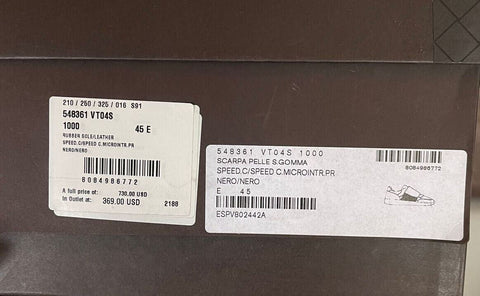 210 / 250 / 325 / 016 S91
548361 VT04S
1000 45 E
RUBBER SOLE/LEATHER
SPEED.C/SPEED C.MICROINTR.PR
NERO/NERO
8084986772
A full price of: 730.00 USD
In Outlet at: 369.00 USD
2188
548361 VT04S 1000
SCARPA PELLE S.GOMMA
SPEED.C/SPEED C.MICROINTR.PR
NERO/NERO
E 45
ESPV802442A
8084986772